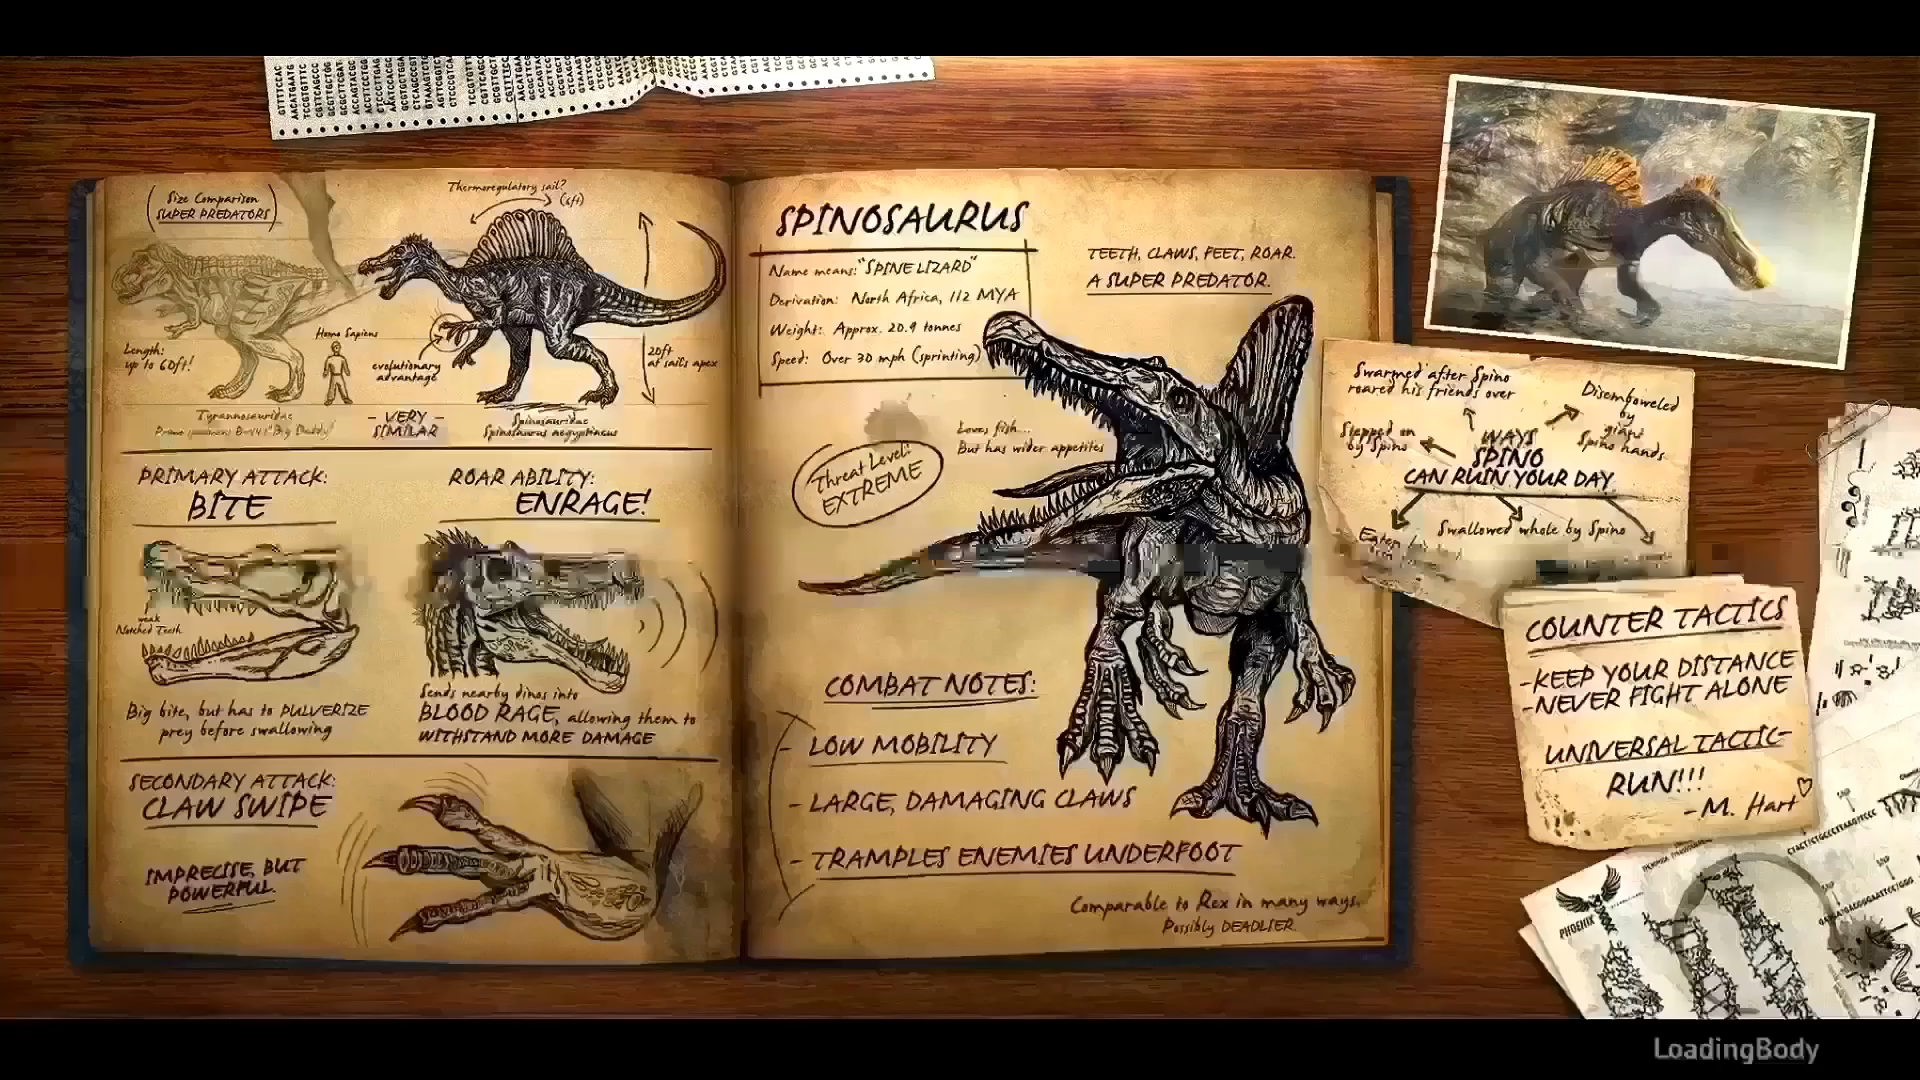 Size Comparison
SUPER PREDATORS
Thermoregulatory sail?
(6ft)
Homo Sapiens
Length:
up to 60ft!
evolutionary
advantage
20ft
at sails apex
Tyrannosauridae
- VERY -
SIMILAR
Spinosauridae
Spinosaurus aegyptiacus
PRIMARY ATTACK:
BITE
weak
Notched Teeth
Big bite, but has to PULVERIZE
prey before swallowing
ROAR ABILITY:
ENRAGE!
Sends nearby dinos into
BLOOD RAGE, allowing them to
WITHSTAND MORE DAMAGE
SECONDARY ATTACK:
CLAW SWIPE
IMPRECISE, BUT
POWERFUL.
SPINOSAURUS
Name means: "SPINE LIZARD"
Derivation: North Africa, 112 MYA
Weight: Approx. 20.9 tonnes
Speed: Over 30 mph (sprinting)
TEETH, CLAWS, FEET, ROAR.
A SUPER PREDATOR.
Loves fish...
But has wider appetites
Threat Level:
EXTREME
COMBAT NOTES:
- LOW MOBILITY
- LARGE, DAMAGING CLAWS
- TRAMPLES ENEMIES UNDERFOOT
Comparable to Rex in many ways.
Possibly DEADLIER.
Swarmed after Spino
roared his friends over
Disemboweled
by
giant
Spino hands
Stepped on
by Spino
WAYS
SPINO
CAN RUIN YOUR DAY
Swallowed whole by Spino
Eaten
COUNTER TACTICS
-KEEP YOUR DISTANCE
-NEVER FIGHT ALONE
UNIVERSAL TACTIC-
RUN!!!
-M. Hart
PHOENIX
LoadingBody